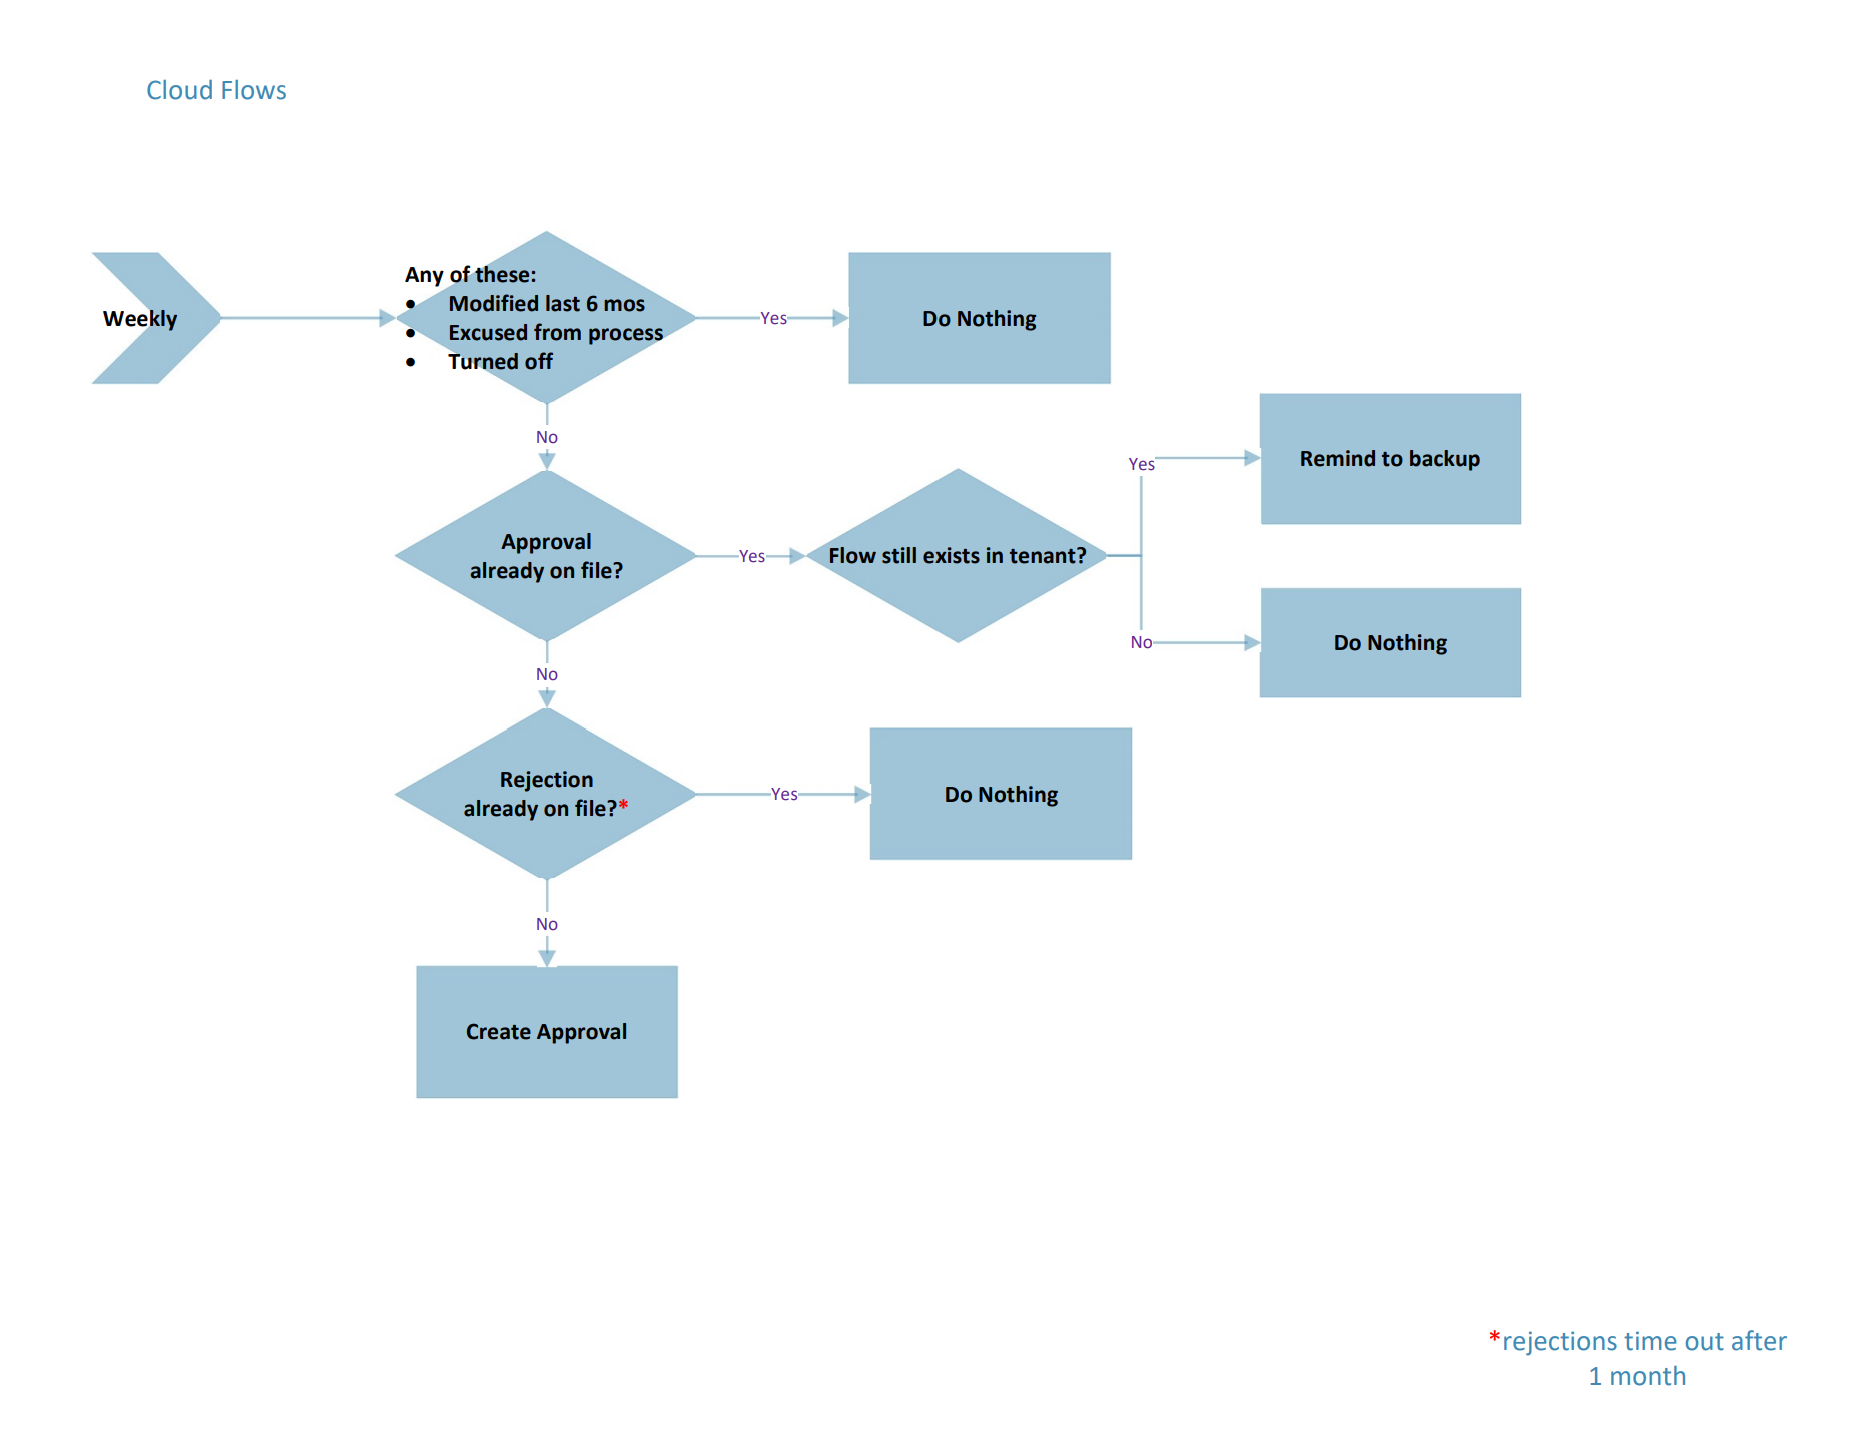 Cloud Flows
Weekly
Any of these:
• Modified last 6 mos
• Excused from process
• Turned off
Yes
Do Nothing
No
Approval
already on file?
Yes
Flow still exists in tenant?
Yes
Remind to backup
No
Do Nothing
No
Rejection
already on file?*
Yes
Do Nothing
No
Create Approval
*rejections time out after
1 month